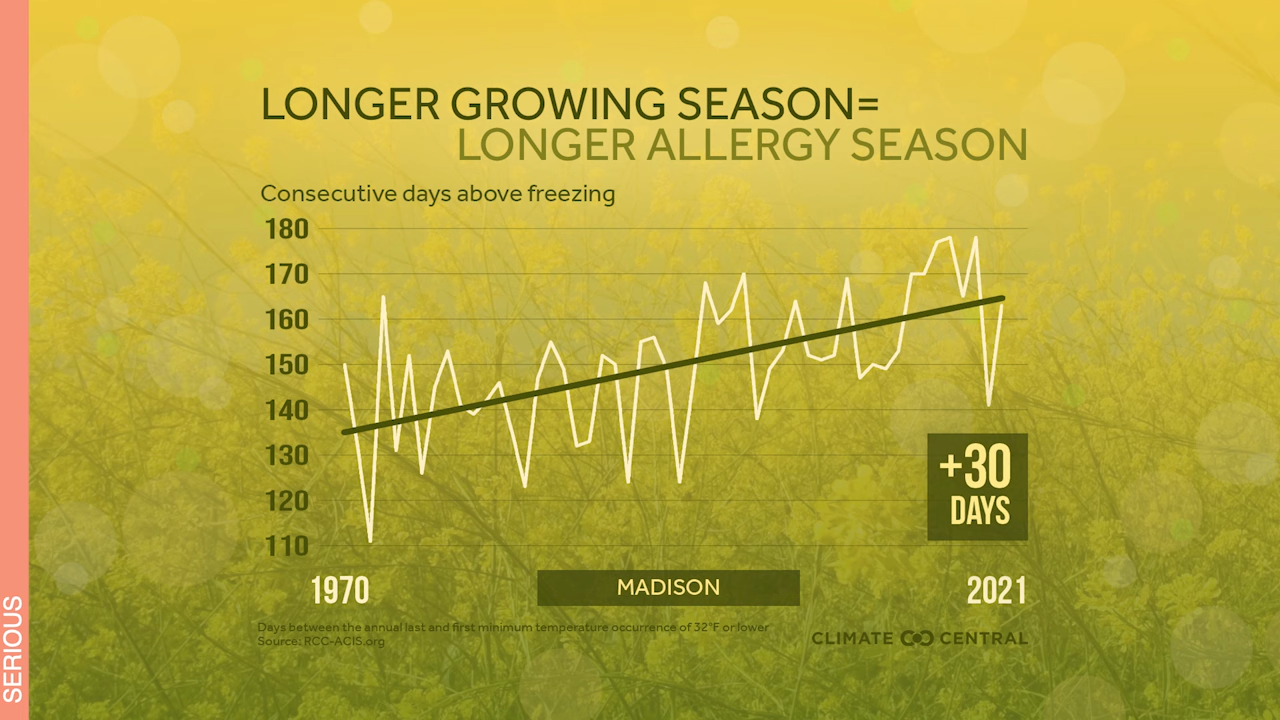 LONGER GROWING SEASON=
LONGER ALLERGY SEASON
Consecutive days above freezing
180
170
160
150
140
130
120
110
+30
DAYS
1970
MADISON
2021
Days between the annual last and first minimum temperature occurrence of 32°F or lower
Source: RCC-ACIS.org
CLIMATE CENTRAL
SERIOUS